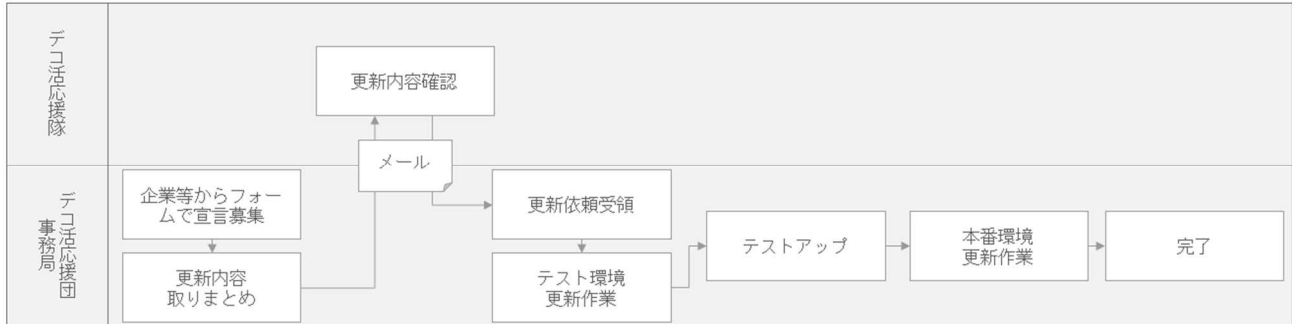 デコ活応援隊
更新内容確認
メール
デコ活応援団
事務局
企業等からフォー
ムで宣言募集
更新内容
取りまとめ
更新依頼受領
テスト環境
更新作業
テストアップ
本番環境
更新作業
完了